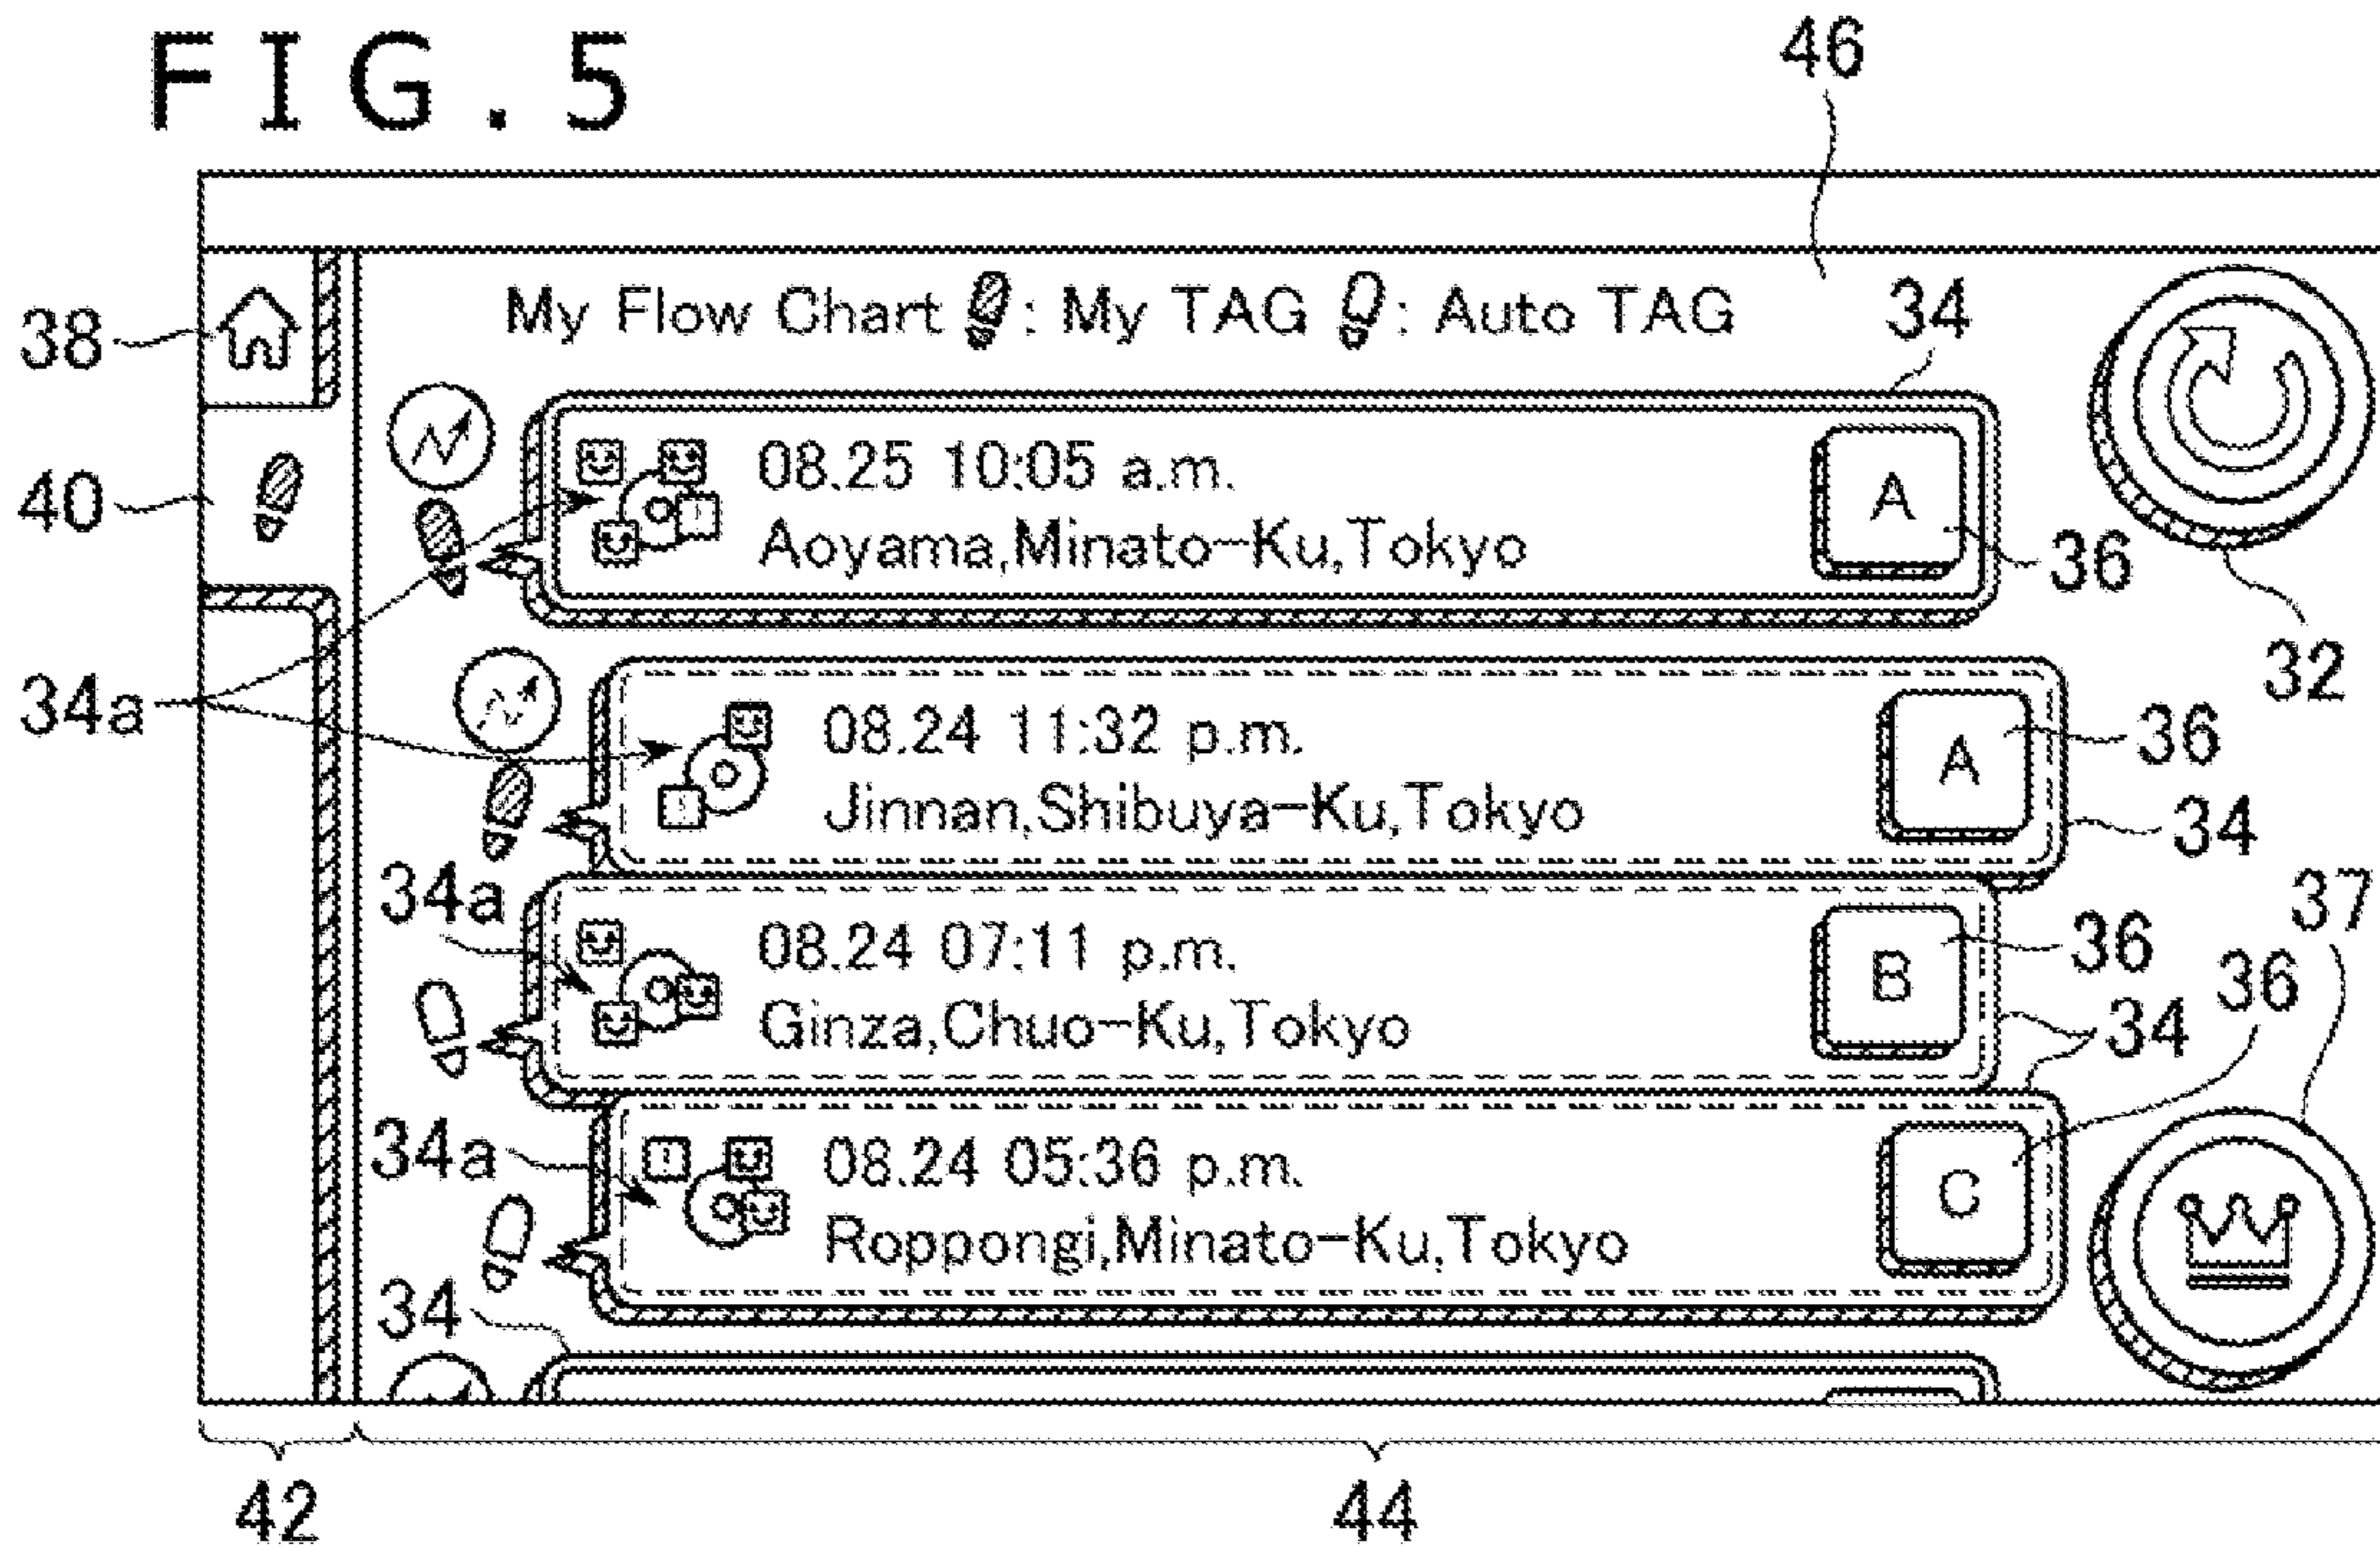 FIG.5
46
My Flow Chart : My TAG : Auto TAG
34
38
08.25 10:05 a.m.
A
40
Aoyama,Minato-Ku,Tokyo
36
32
34a
08.24 11:32 p.m.
A
36
Jinnan,Shibuya-Ku,Tokyo
34
34a
37
08.24 07:11 p.m.
B
36
36
Ginza,Chuo-Ku,Tokyo
34
34a
08.24 05:36 p.m.
C
Roppongi,Minato-Ku,Tokyo
34
42
44